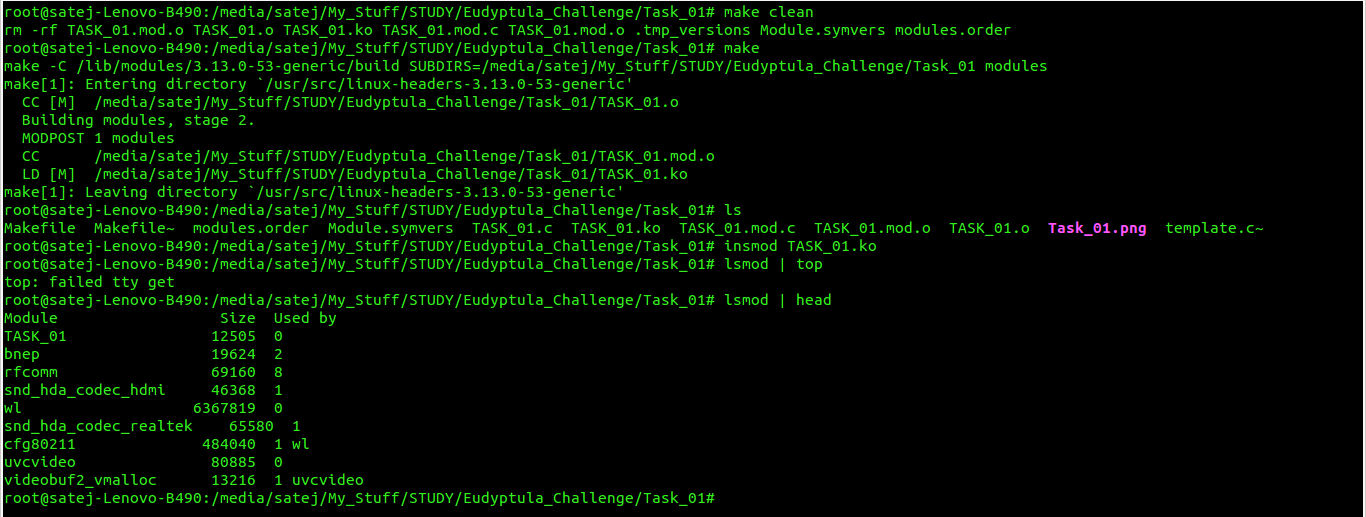 root@satej-Lenovo-B490:/media/satej/My_Stuff/STUDY/Eudyptula_Challenge/Task_01# make clean
rm -rf TASK_01.mod.o TASK_01.o TASK_01.ko TASK_01.mod.c TASK_01.mod.o .tmp_versions Module.symvers modules.order
root@satej-Lenovo-B490:/media/satej/My_Stuff/STUDY/Eudyptula_Challenge/Task_01# make
make -C /lib/modules/3.13.0-53-generic/build SUBDIRS=/media/satej/My_Stuff/STUDY/Eudyptula_Challenge/Task_01 modules
make[1]: Entering directory `/usr/src/linux-headers-3.13.0-53-generic'
  CC [M]  /media/satej/My_Stuff/STUDY/Eudyptula_Challenge/Task_01/TASK_01.o
  Building modules, stage 2.
  MODPOST 1 modules
  CC      /media/satej/My_Stuff/STUDY/Eudyptula_Challenge/Task_01/TASK_01.mod.o
  LD [M]  /media/satej/My_Stuff/STUDY/Eudyptula_Challenge/Task_01/TASK_01.ko
make[1]: Leaving directory `/usr/src/linux-headers-3.13.0-53-generic'
root@satej-Lenovo-B490:/media/satej/My_Stuff/STUDY/Eudyptula_Challenge/Task_01# ls
Makefile  Makefile~  modules.order  Module.symvers  TASK_01.c  TASK_01.ko  TASK_01.mod.c  TASK_01.mod.o  TASK_01.o  Task_01.png  template.c~
root@satej-Lenovo-B490:/media/satej/My_Stuff/STUDY/Eudyptula_Challenge/Task_01# insmod TASK_01.ko
root@satej-Lenovo-B490:/media/satej/My_Stuff/STUDY/Eudyptula_Challenge/Task_01# lsmod | top
top: failed tty get
root@satej-Lenovo-B490:/media/satej/My_Stuff/STUDY/Eudyptula_Challenge/Task_01# lsmod | head
Module                  Size  Used by
TASK_01                12505  0
bnep                   19624  2
rfcomm                 69160  8
snd_hda_codec_hdmi     46368  1
wl                   6367819  0
snd_hda_codec_realtek    65580  1
cfg80211              484040  1 wl
uvcvideo               80885  0
videobuf2_vmalloc      13216  1 uvcvideo
root@satej-Lenovo-B490:/media/satej/My_Stuff/STUDY/Eudyptula_Challenge/Task_01#